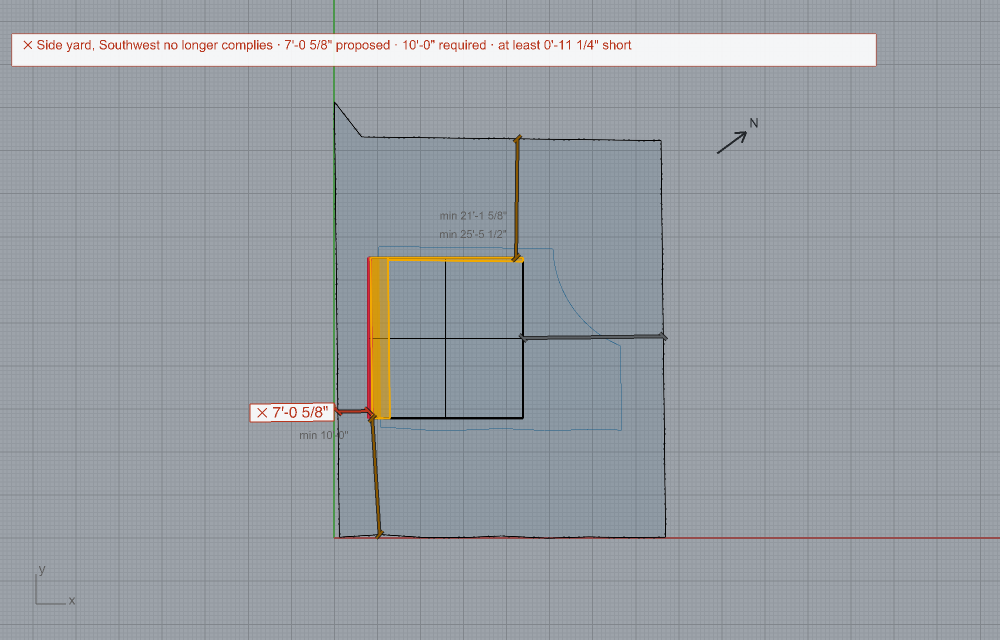 × Side yard, Southwest no longer complies · 7'-0 5/8" proposed · 10'-0" required · at least 0'-11 1/4" short
N
min 21'-1 5/8"
min 25'-5 1/2"
× 7'-0 5/8"
min 10'-0"
y
x